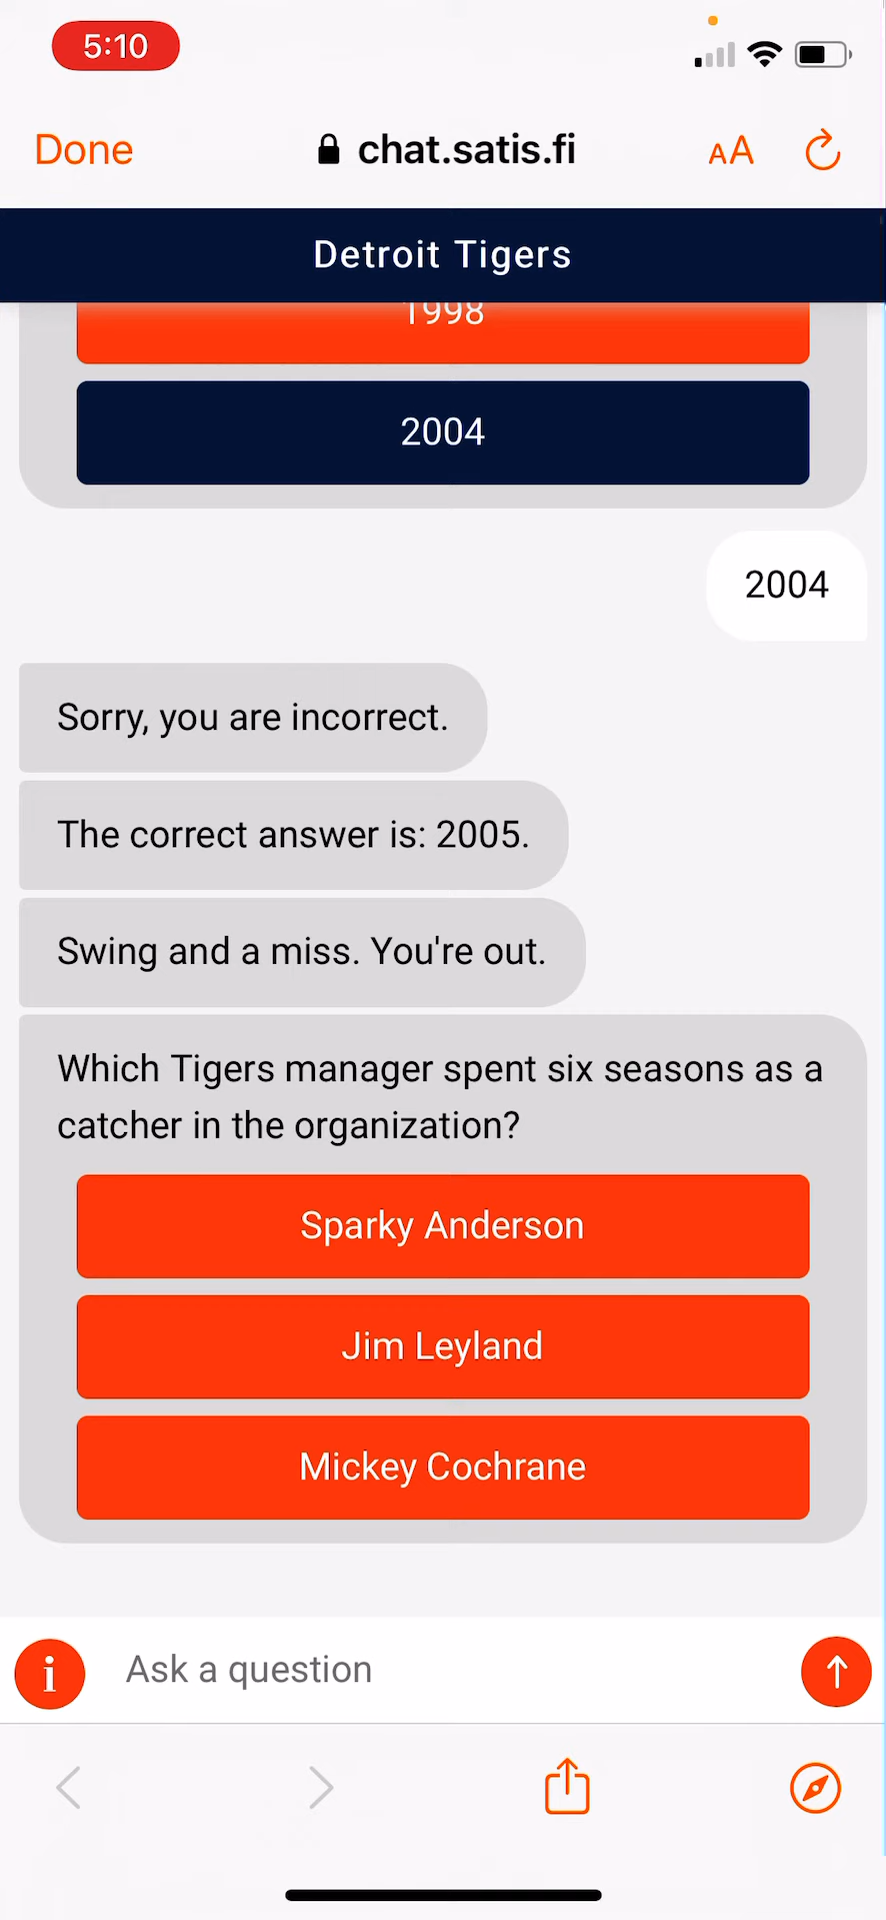 5:10
Done
chat.satis.fi
AA
Detroit Tigers
1998
2004
2004
Sorry, you are incorrect.
The correct answer is: 2005.
Swing and a miss. You're out.
Which Tigers manager spent six seasons as a
catcher in the organization?
Sparky Anderson
Jim Leyland
Mickey Cochrane
i
Ask a question